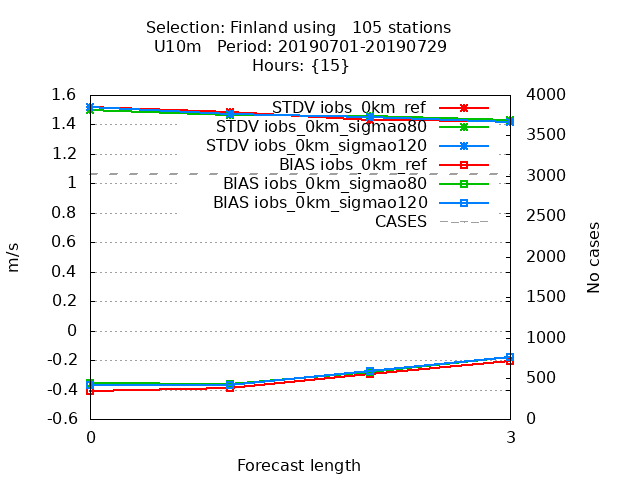 Selection: Finland using   105 stations
U10m   Period: 20190701-20190729
Hours: {15}
1.6
1.4
1.2
1
0.8
0.6
0.4
0.2
0
-0.2
-0.4
-0.6
m/s
STDV iobs_0km_ref
STDV iobs_0km_sigmao80
STDV iobs_0km_sigmao120
BIAS iobs_0km_ref
BIAS iobs_0km_sigmao80
BIAS iobs_0km_sigmao120
CASES
4000
3500
3000
2500
2000
1500
1000
500
0
No cases
0
3
Forecast length